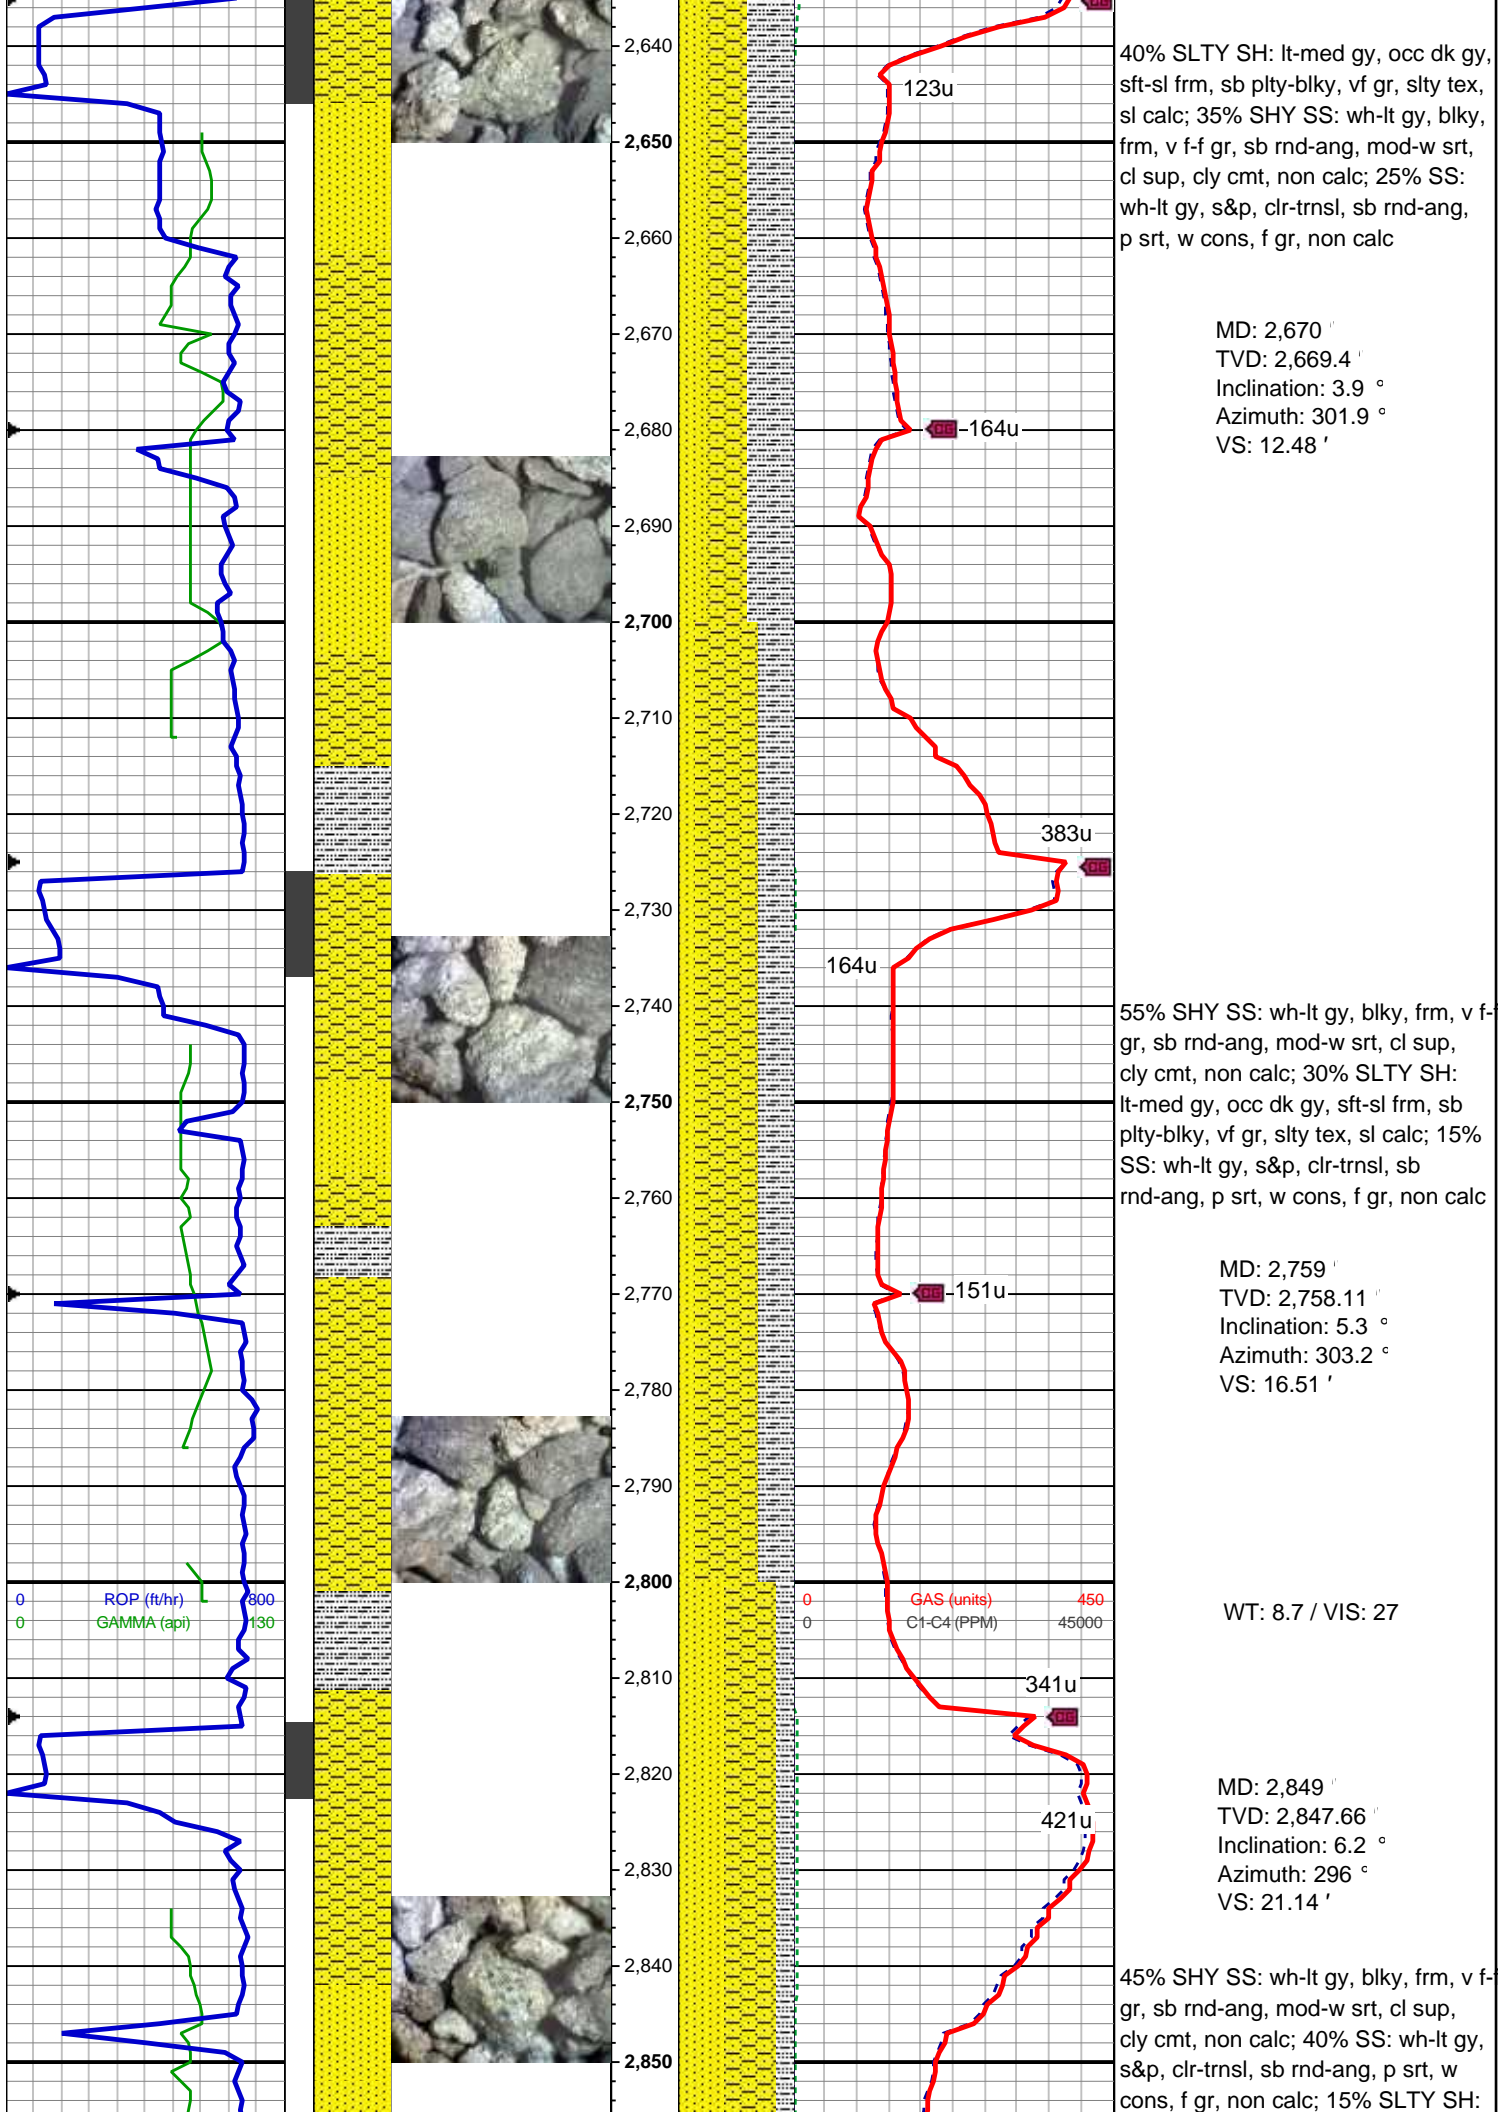 2,640
40% SLTY SH: lt-med gy, occ dk gy,
sft-sl frm, sb plty-blky, vf gr, slty tex,
sl calc; 35% SHY SS: wh-lt gy, blky,
frm, v f-f gr, sb rnd-ang, mod-w srt,
cl sup, cly cmt, non calc; 25% SS:
wh-lt gy, s&p, clr-trnsl, sb rnd-ang,
p srt, w cons, f gr, non calc
123u
2,650
2,660
2,670
MD: 2,670 '
TVD: 2,669.4 '
Inclination: 3.9 °
Azimuth: 301.9 °
VS: 12.48 '
2,680
CG 164u
2,690
2,700
2,710
2,720
383u
CG
2,730
164u
2,740
55% SHY SS: wh-lt gy, blky, frm, v f-f
gr, sb rnd-ang, mod-w srt, cl sup,
cly cmt, non calc; 30% SLTY SH:
lt-med gy, occ dk gy, sft-sl frm, sb
plty-blky, vf gr, slty tex, sl calc; 15%
SS: wh-lt gy, s&p, clr-trnsl, sb
rnd-ang, p srt, w cons, f gr, non calc
2,750
2,760
MD: 2,759 '
TVD: 2,758.11 '
Inclination: 5.3 °
Azimuth: 303.2 °
VS: 16.51 '
2,770
CG 151u
2,780
2,790
2,800
0 ROP (ft/hr) 800
0 GAMMA (api) 130
0 GAS (units) 450
0 C1-C4 (PPM) 45000
WT: 8.7 / VIS: 27
2,810
341u
CG
2,820
421u
MD: 2,849 '
TVD: 2,847.66 '
Inclination: 6.2 °
Azimuth: 296 °
VS: 21.14 '
2,830
2,840
45% SHY SS: wh-lt gy, blky, frm, v f-f
gr, sb rnd-ang, mod-w srt, cl sup,
cly cmt, non calc; 40% SS: wh-lt gy,
s&p, clr-trnsl, sb rnd-ang, p srt, w
cons, f gr, non calc; 15% SLTY SH:
2,850